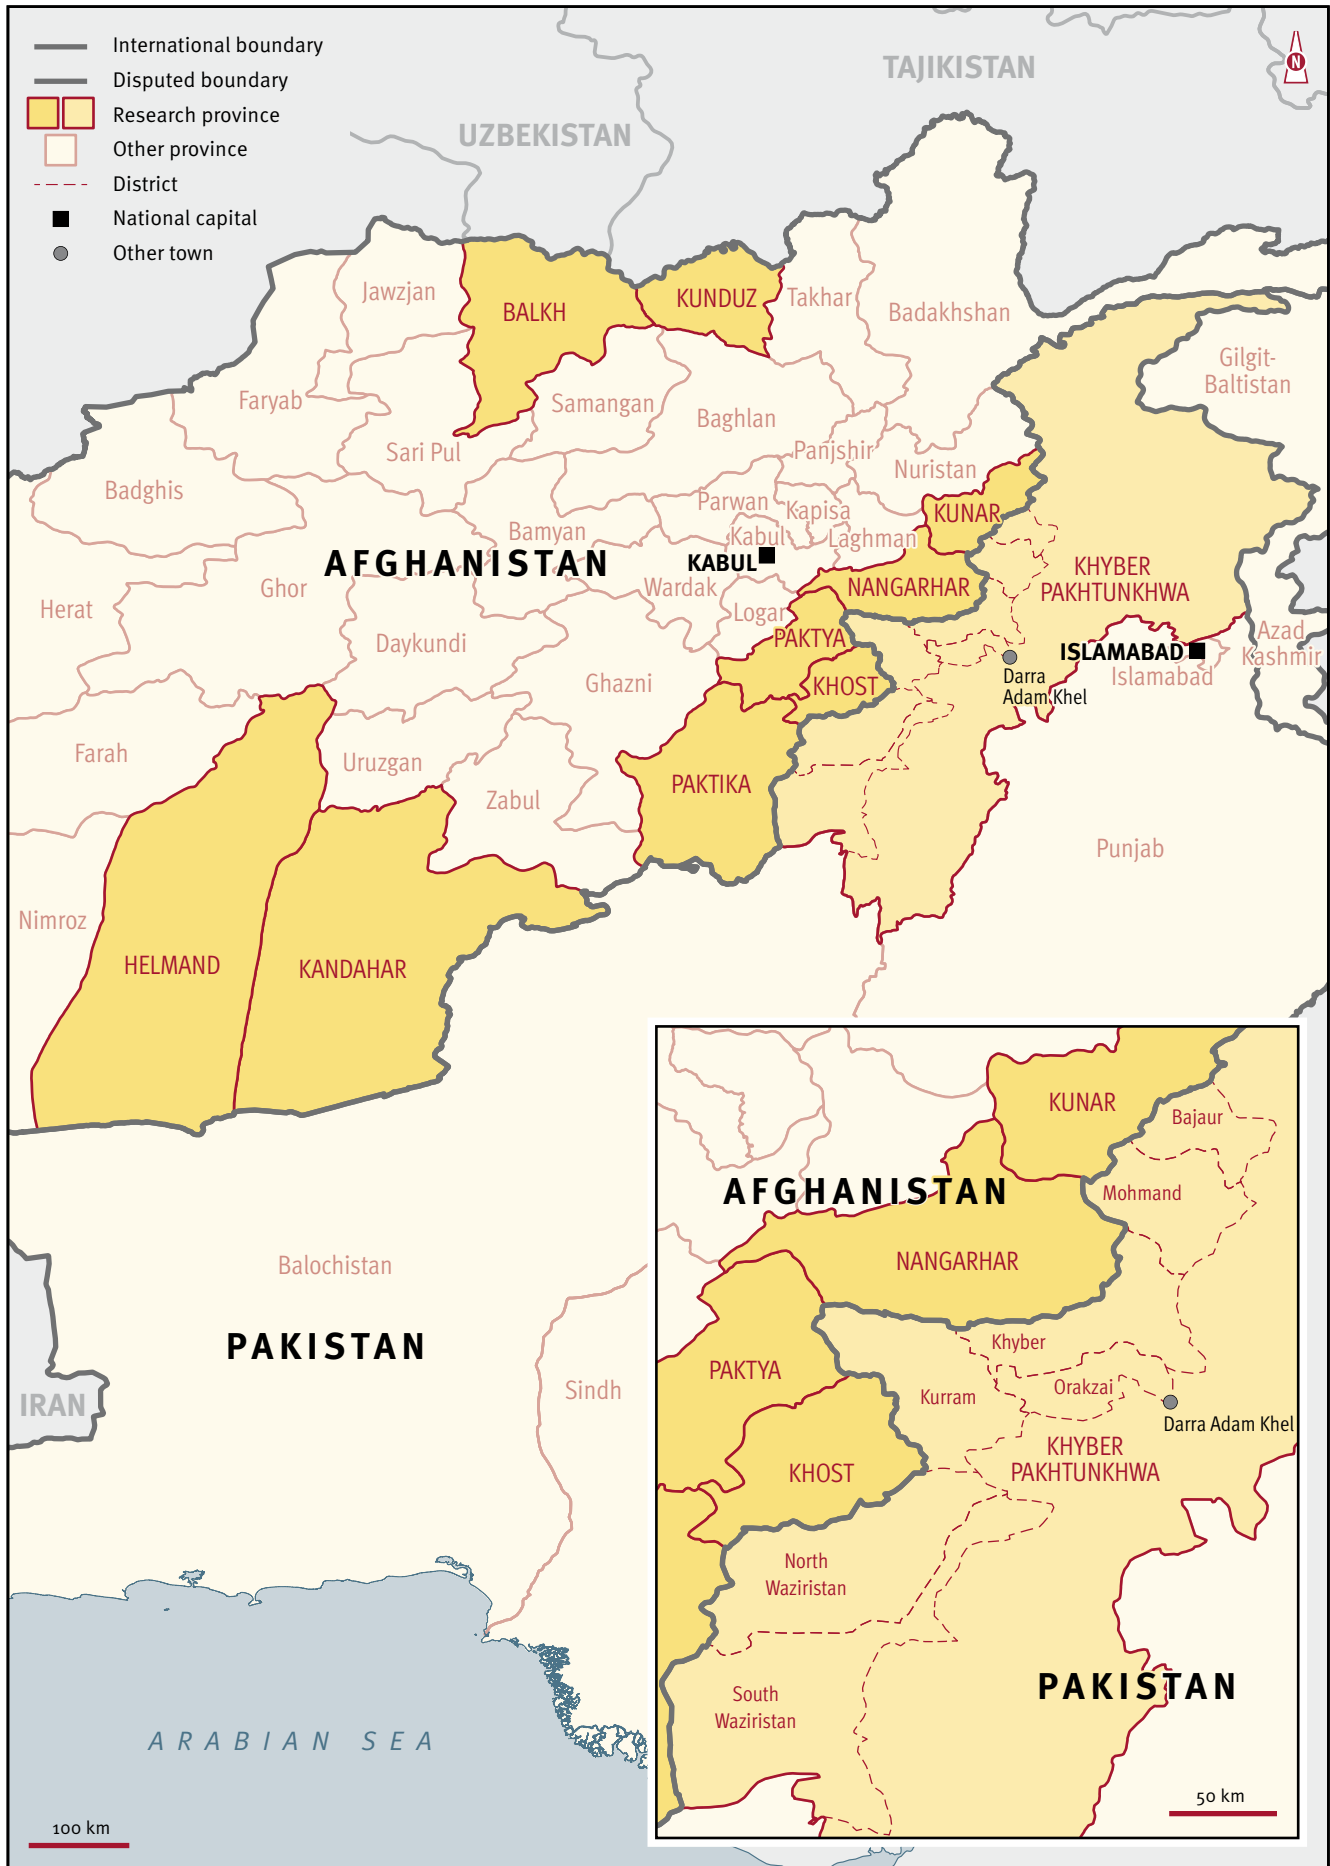 International boundary
Disputed boundary
Research province
Other province
District
National capital
Other town
N
TAJIKISTAN
UZBEKISTAN
Jawzjan
BALKH
KUNDUZ
Takhar
Badakhshan
Gilgit-
Baltistan
Faryab
Samangan
Baghlan
Sari Pul
Panjshir
Nuristan
Badghis
Parwan
Kapisa
KUNAR
Bamyan
Kabul
Laghman
AFGHANISTAN
KABUL
KHYBER
PAKHTUNKHWA
Ghor
Wardak
NANGARHAR
Herat
Logar
Daykundi
PAKTYA
Azad
Kashmir
ISLAMABAD
Islamabad
Ghazni
KHOST
Darra
Adam Khel
Farah
Uruzgan
PAKTIKA
Zabul
Punjab
Nimroz
HELMAND
KANDAHAR
Balochistan
PAKISTAN
Sindh
IRAN
ARABIAN SEA
100 km
KUNAR
Bajaur
AFGHANISTAN
Mohmand
NANGARHAR
Khyber
PAKTYA
Kurram
Orakzai
Darra Adam Khel
KHYBER
PAKHTUNKHWA
KHOST
North
Waziristan
PAKISTAN
South
Waziristan
50 km